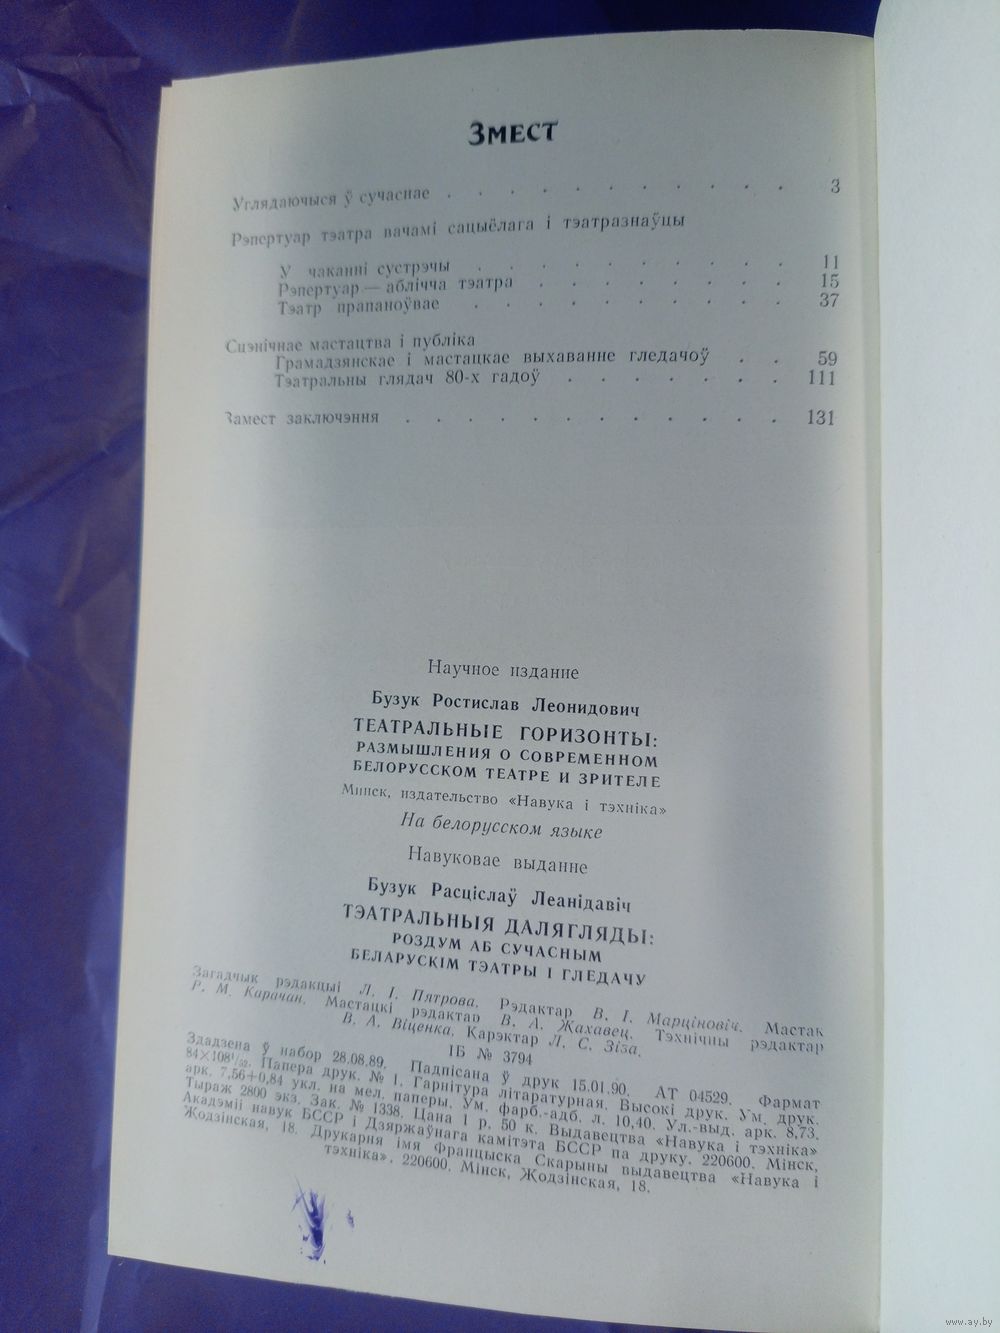 Змест
Углядаючыся ў сучаснае . . . . . . . . . . . 3
Рэпертуар тэатра вачамі сацыёлага і тэатразнаўцы
У чаканні сустрэчы . . . . . . . . . 11
Рэпертуар — аблічча тэатра . . . . . . . . 15
Тэатр прапаноўвае . . . . . . . . . . 37
Сцэнічнае мастацтва і публіка
Грамадзянскае і мастацкае выхаванне гледачоў . . 59
Тэатральны глядач 80-х гадоў . . . . . . . 111
Замест заключэння . . . . . . . . . . . . . 131
Научное издание
Бузук Ростислав Леонидович
ТЕАТРАЛЬНЫЕ ГОРИЗОНТЫ:
РАЗМЫШЛЕНИЯ О СОВРЕМЕННОМ
БЕЛОРУССКОМ ТЕАТРЕ И ЗРИТЕЛЕ
Минск, издательство «Навука і тэхніка»
На белорусском языке
Навуковае выданне
Бузук Расціслаў Леанідавіч
ТЭАТРАЛЬНЫЯ ДАЛЯГЛЯДЫ:
РОЗДУМ АБ СУЧАСНЫМ
БЕЛАРУСКІМ ТЭАТРЫ І ГЛЕДАЧУ
Загадчык рэдакцыі Л. І. Пятрова. Рэдактар В. І. Марціновіч. Мастак
Р. М. Карачан. Мастацкі рэдактар В. А. Жахавец. Тэхнічны рэдактар
В. А. Віценка. Карэктар Л. С. Зіза.
ІБ № 3794
Здадзена ў набор 28.08.89. Падпісана ў друк 15.01.90. АТ 04529. Фармат
84×108¹/₃₂. Папера друк. № 1. Гарнітура літаратурная. Высокі друк. Ум. друк.
арк. 7,56+0,84 укл. на мел. паперы. Ум. фарб.-адб. л. 10,40. Ул.-выд. арк. 8,73.
Тыраж 2800 экз. Зак. № 1338. Цана 1 р. 50 к. Выдавецтва «Навука і тэхніка»
Акадэміі навук БССР і Дзяржаўнага камітэта БССР па друку. 220600. Мінск,
Жодзінская, 18. Друкарня імя Францыска Скарыны выдавецтва «Навука і
тэхніка». 220600. Мінск, Жодзінская, 18.
www.ay.by